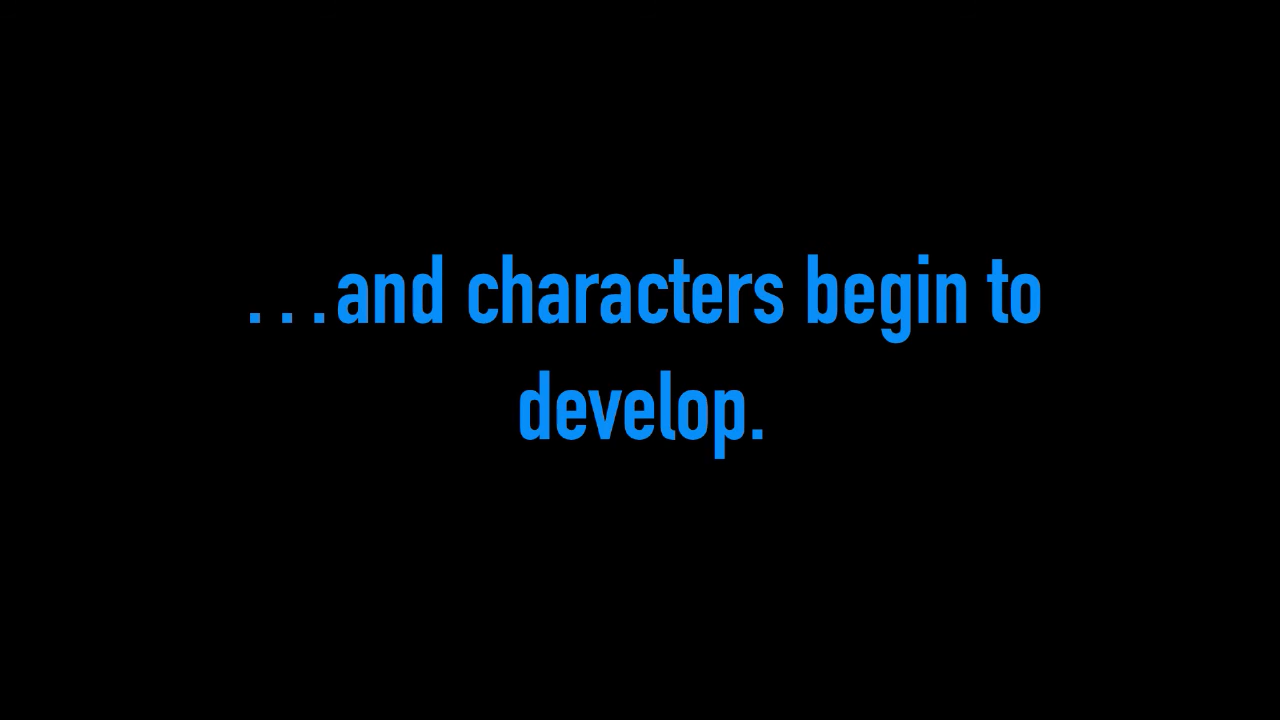 ...and characters begin to
develop.